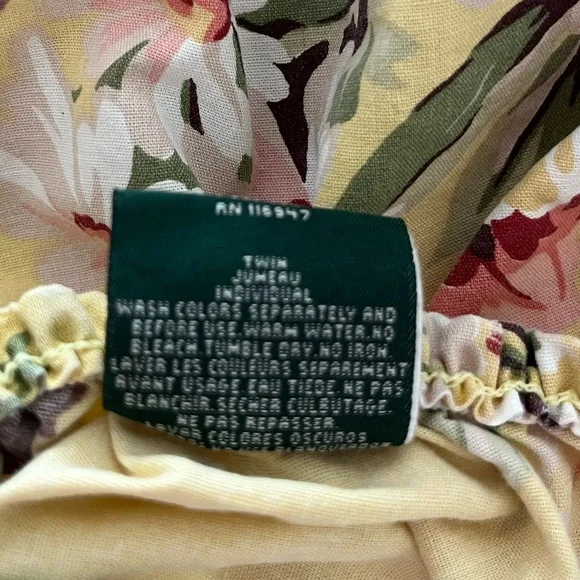 RN 116947
TWIN
JUMEAU
INDIVIDUAL
WASH COLORS SEPARATELY AND
BEFORE USE. WARM WATER. NO
BLEACH TUMBLE DRY NO IRON.
LAVER LES COULEURS SEPAREMENT
AVANT USAGE EAU TIEDE. NE PAS
BLANCHIR. SECHER CULBUTAGE.
NE PAS REPASSER.
LAVAR COLORES OSCUROS